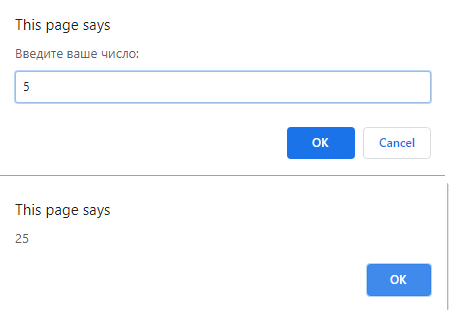 This page says
Введите ваше число:
5
OK Cancel
This page says
25
OK